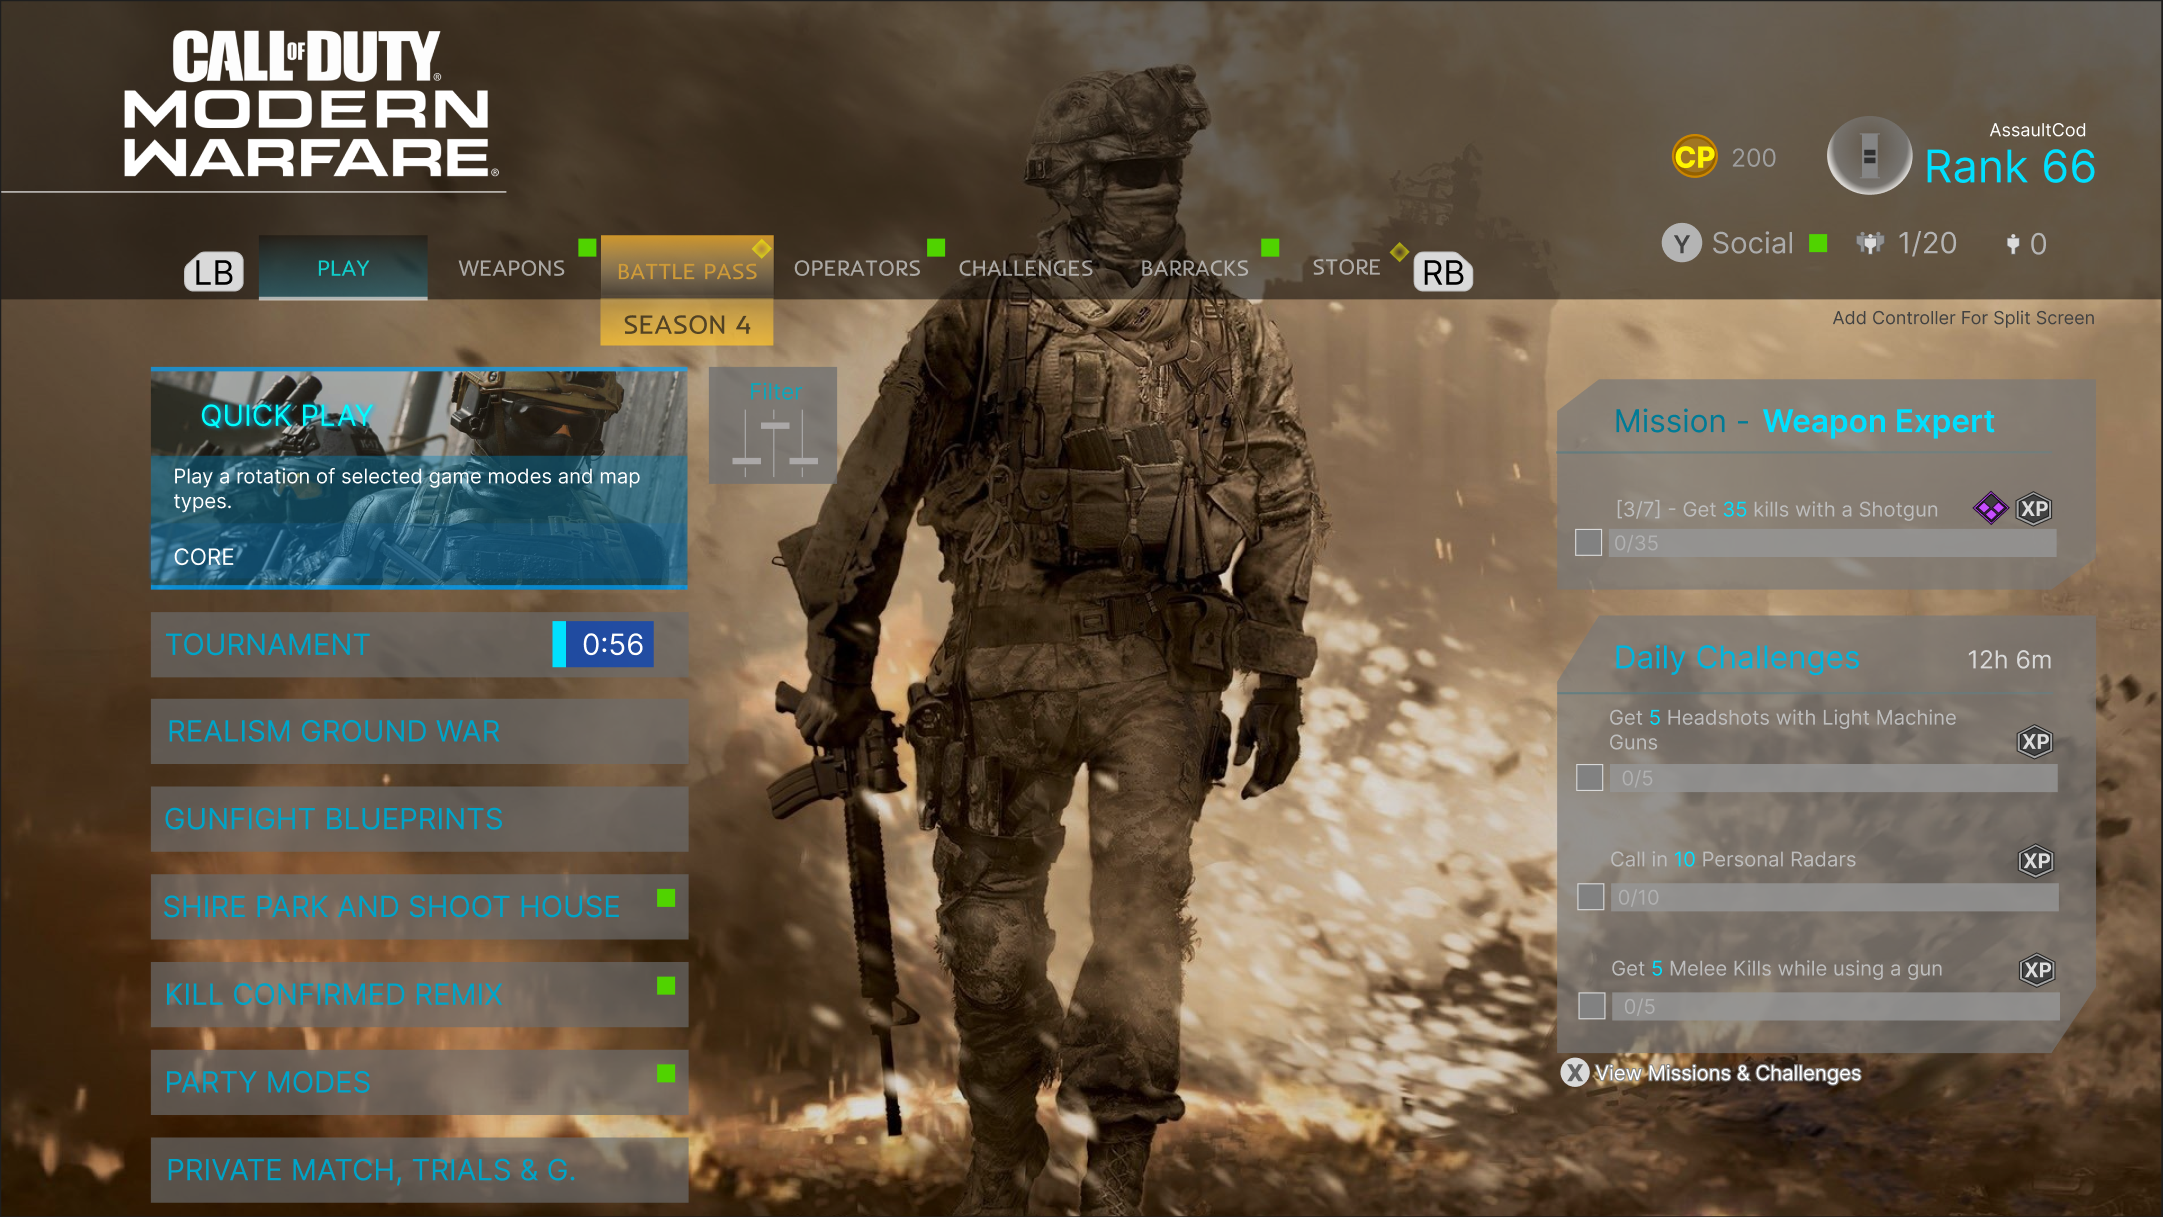 CALL OF DUTY®
MODERN
WARFARE®
CP 200
AssaultCod
Rank 66
Y Social 1/20 0
LB PLAY WEAPONS BATTLE PASS OPERATORS CHALLENGES BARRACKS STORE RB
SEASON 4
Add Controller For Split Screen
QUICK PLAY
Play a rotation of selected game modes and map
types.
CORE
Filter
TOURNAMENT 0:56
REALISM GROUND WAR
GUNFIGHT BLUEPRINTS
SHIRE PARK AND SHOOT HOUSE
KILL CONFIRMED REMIX
PARTY MODES
PRIVATE MATCH, TRIALS & G.
Mission - Weapon Expert
[3/7] - Get 35 kills with a Shotgun XP
0/35
Daily Challenges 12h 6m
Get 5 Headshots with Light Machine
Guns XP
0/5
Call in 10 Personal Radars XP
0/10
Get 5 Melee Kills while using a gun XP
0/5
X View Missions & Challenges